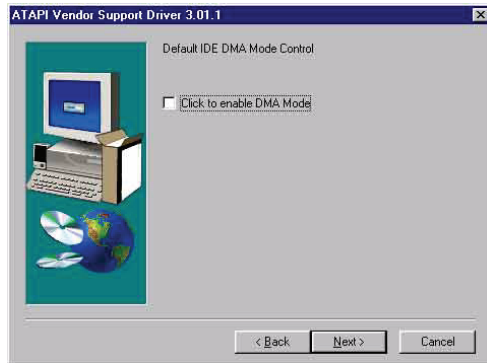 ATAPI Vendor Support Driver 3.01.1
Default IDE DMA Mode Control
Click to enable DMA Mode
< Back
Next >
Cancel